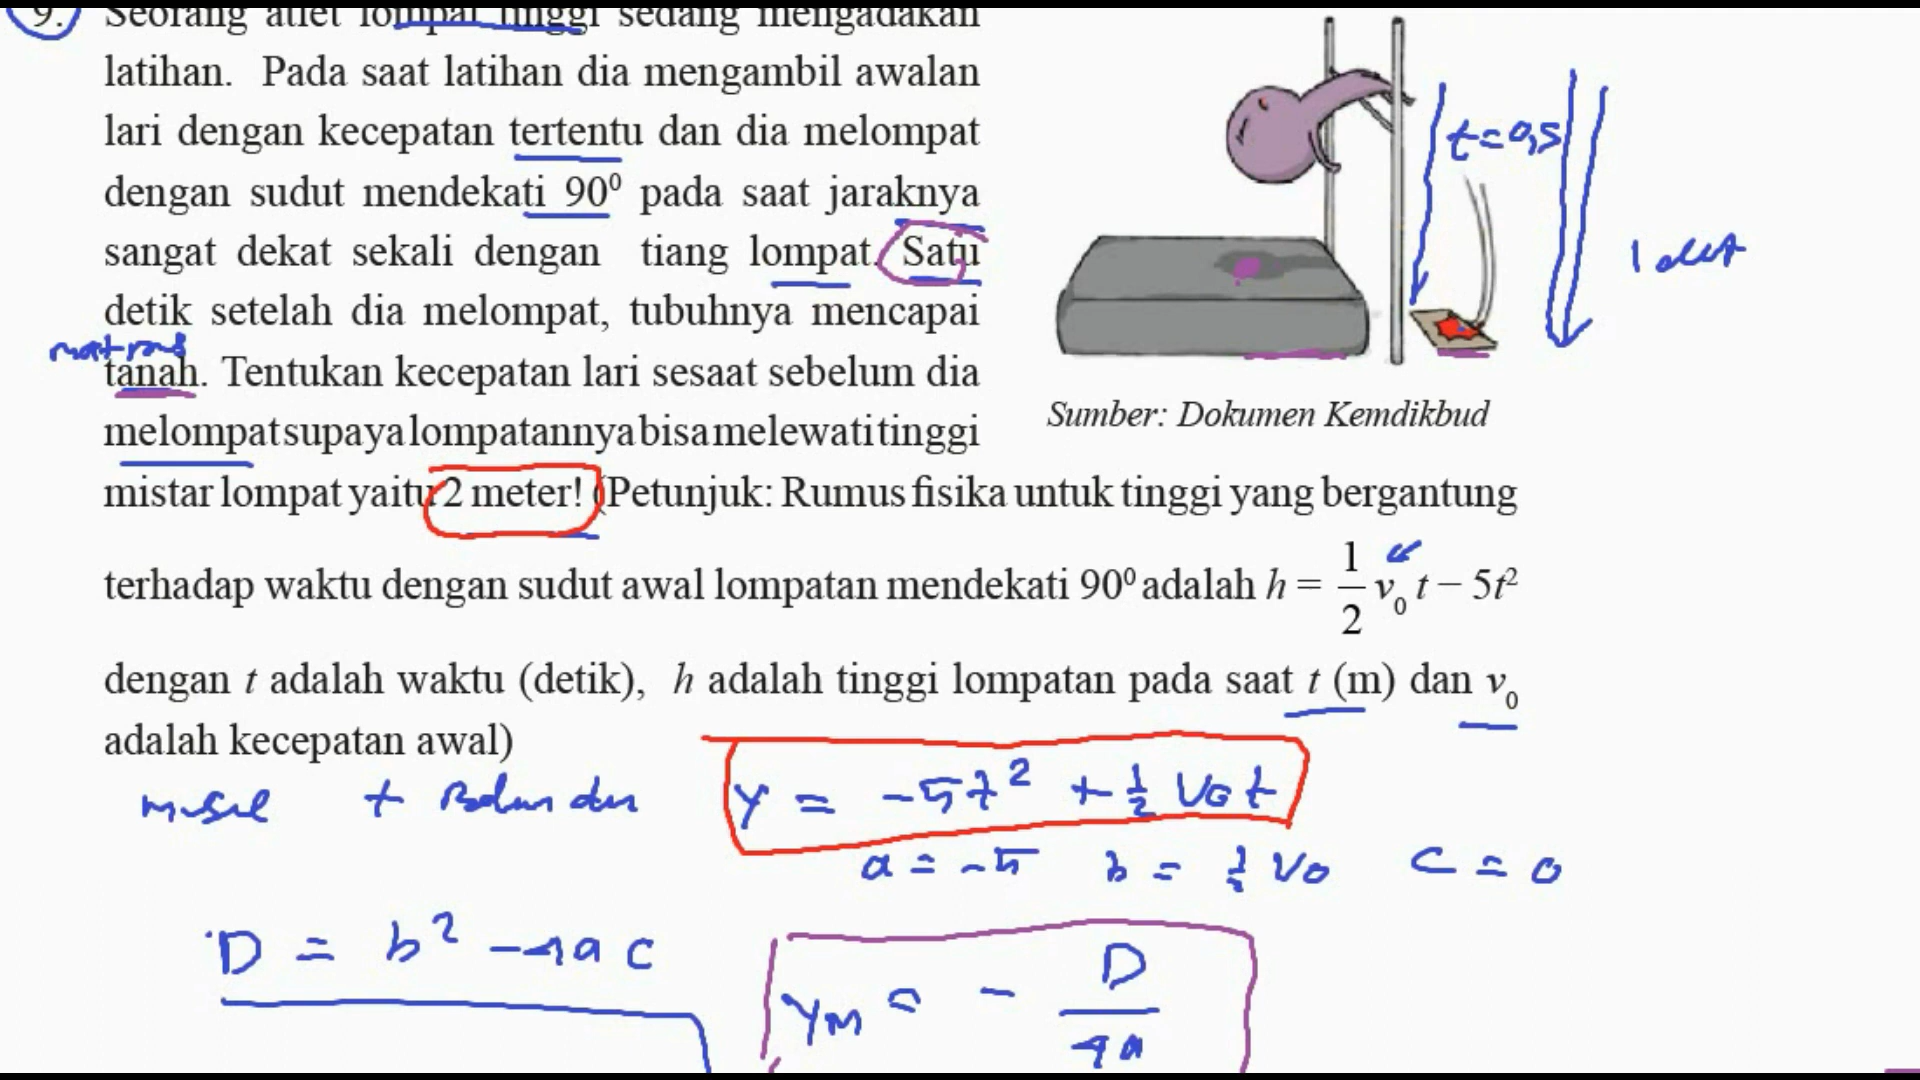 9. Seorang atlet lompat tinggi sedang mengadakan
latihan. Pada saat latihan dia mengambil awalan
lari dengan kecepatan tertentu dan dia melompat
dengan sudut mendekati 90⁰ pada saat jaraknya
sangat dekat sekali dengan tiang lompat. Satu
detik setelah dia melompat, tubuhnya mencapai
matras
tanah. Tentukan kecepatan lari sesaat sebelum dia
melompat supaya lompatannya bisa melewati tinggi
mistar lompat yaitu 2 meter! (Petunjuk: Rumus fisika untuk tinggi yang bergantung
terhadap waktu dengan sudut awal lompatan mendekati 90⁰ adalah h = 1/2 v₀ t – 5t²
dengan t adalah waktu (detik), h adalah tinggi lompatan pada saat t (m) dan v₀
adalah kecepatan awal)
t = 0,5
Sumber: Dokumen Kemdikbud
y = -5t² + 1/2 V₀ t
a = -5 b = 1/2 V₀ c = 0
D = b² - 4ac
yM = - D/4a